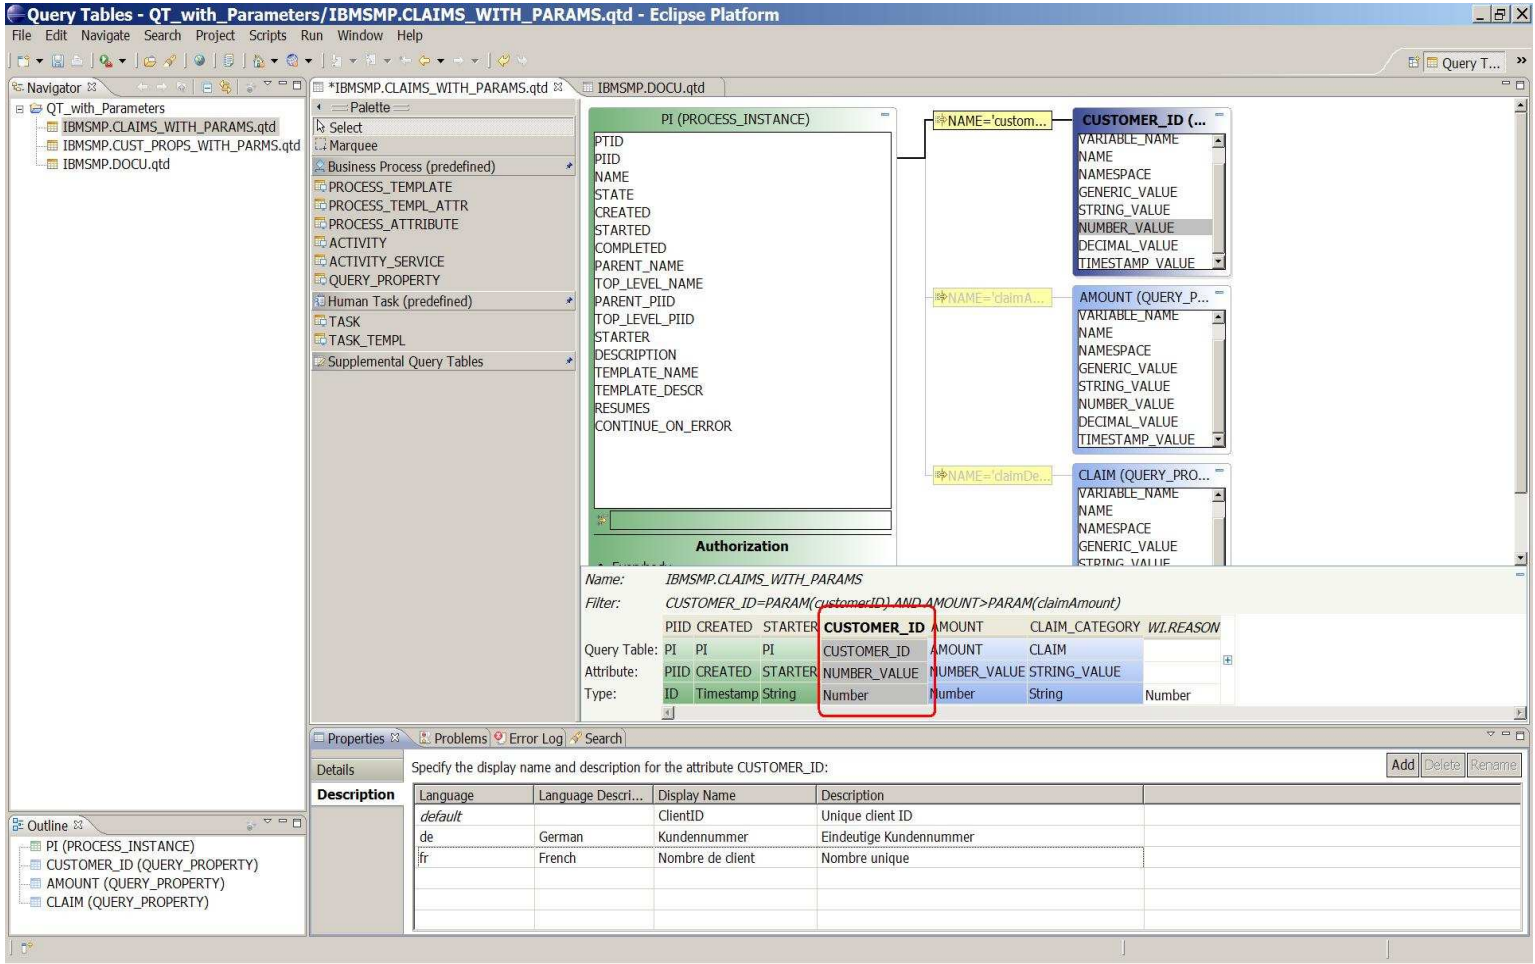 Query Tables - QT_with_Parameters/IBMSMP.CLAIMS_WITH_PARAMS.qtd - Eclipse Platform
File Edit Navigate Search Project Scripts Run Window Help
Query T... »
Navigator
QT_with_Parameters
IBMSMP.CLAIMS_WITH_PARAMS.qtd
IBMSMP.CUST_PROPS_WITH_PARMS.qtd
IBMSMP.DOCU.qtd
*IBMSMP.CLAIMS_WITH_PARAMS.qtd
IBMSMP.DOCU.qtd
Palette
Select
Marquee
Business Process (predefined)
PROCESS_TEMPLATE
PROCESS_TEMPL_ATTR
PROCESS_ATTRIBUTE
ACTIVITY
ACTIVITY_SERVICE
QUERY_PROPERTY
Human Task (predefined)
TASK
TASK_TEMPL
Supplemental Query Tables
PI (PROCESS_INSTANCE)
PTID
PIID
NAME
STATE
CREATED
STARTED
COMPLETED
PARENT_NAME
TOP_LEVEL_NAME
PARENT_PIID
TOP_LEVEL_PIID
STARTER
DESCRIPTION
TEMPLATE_NAME
TEMPLATE_DESCR
RESUMES
CONTINUE_ON_ERROR
Authorization
NAME='custom...
CUSTOMER_ID (...
VARIABLE_NAME
NAME
NAMESPACE
GENERIC_VALUE
STRING_VALUE
NUMBER_VALUE
DECIMAL_VALUE
TIMESTAMP_VALUE
NAME='claimA...
AMOUNT (QUERY_P...
VARIABLE_NAME
NAME
NAMESPACE
GENERIC_VALUE
STRING_VALUE
NUMBER_VALUE
DECIMAL_VALUE
TIMESTAMP_VALUE
NAME='claimDe...
CLAIM (QUERY_PRO...
VARIABLE_NAME
NAME
NAMESPACE
GENERIC_VALUE
STRING_VALUE
Name: IBMSMP.CLAIMS_WITH_PARAMS
Filter: CUSTOMER_ID=PARAM(customerID) AND AMOUNT>PARAM(claimAmount)
PIID CREATED STARTER CUSTOMER_ID AMOUNT CLAIM_CATEGORY WI.REASON
Query Table: PI PI PI CUSTOMER_ID AMOUNT CLAIM
Attribute: PIID CREATED STARTER NUMBER_VALUE NUMBER_VALUE STRING_VALUE
Type: ID Timestamp String Number Number String Number
Properties Problems Error Log Search
Details
Description
Specify the display name and description for the attribute CUSTOMER_ID:
Add Delete Rename
Language Language Descri... Display Name Description
default ClientID Unique client ID
de German Kundennummer Eindeutige Kundennummer
fr French Nombre de client Nombre unique
Outline
PI (PROCESS_INSTANCE)
CUSTOMER_ID (QUERY_PROPERTY)
AMOUNT (QUERY_PROPERTY)
CLAIM (QUERY_PROPERTY)